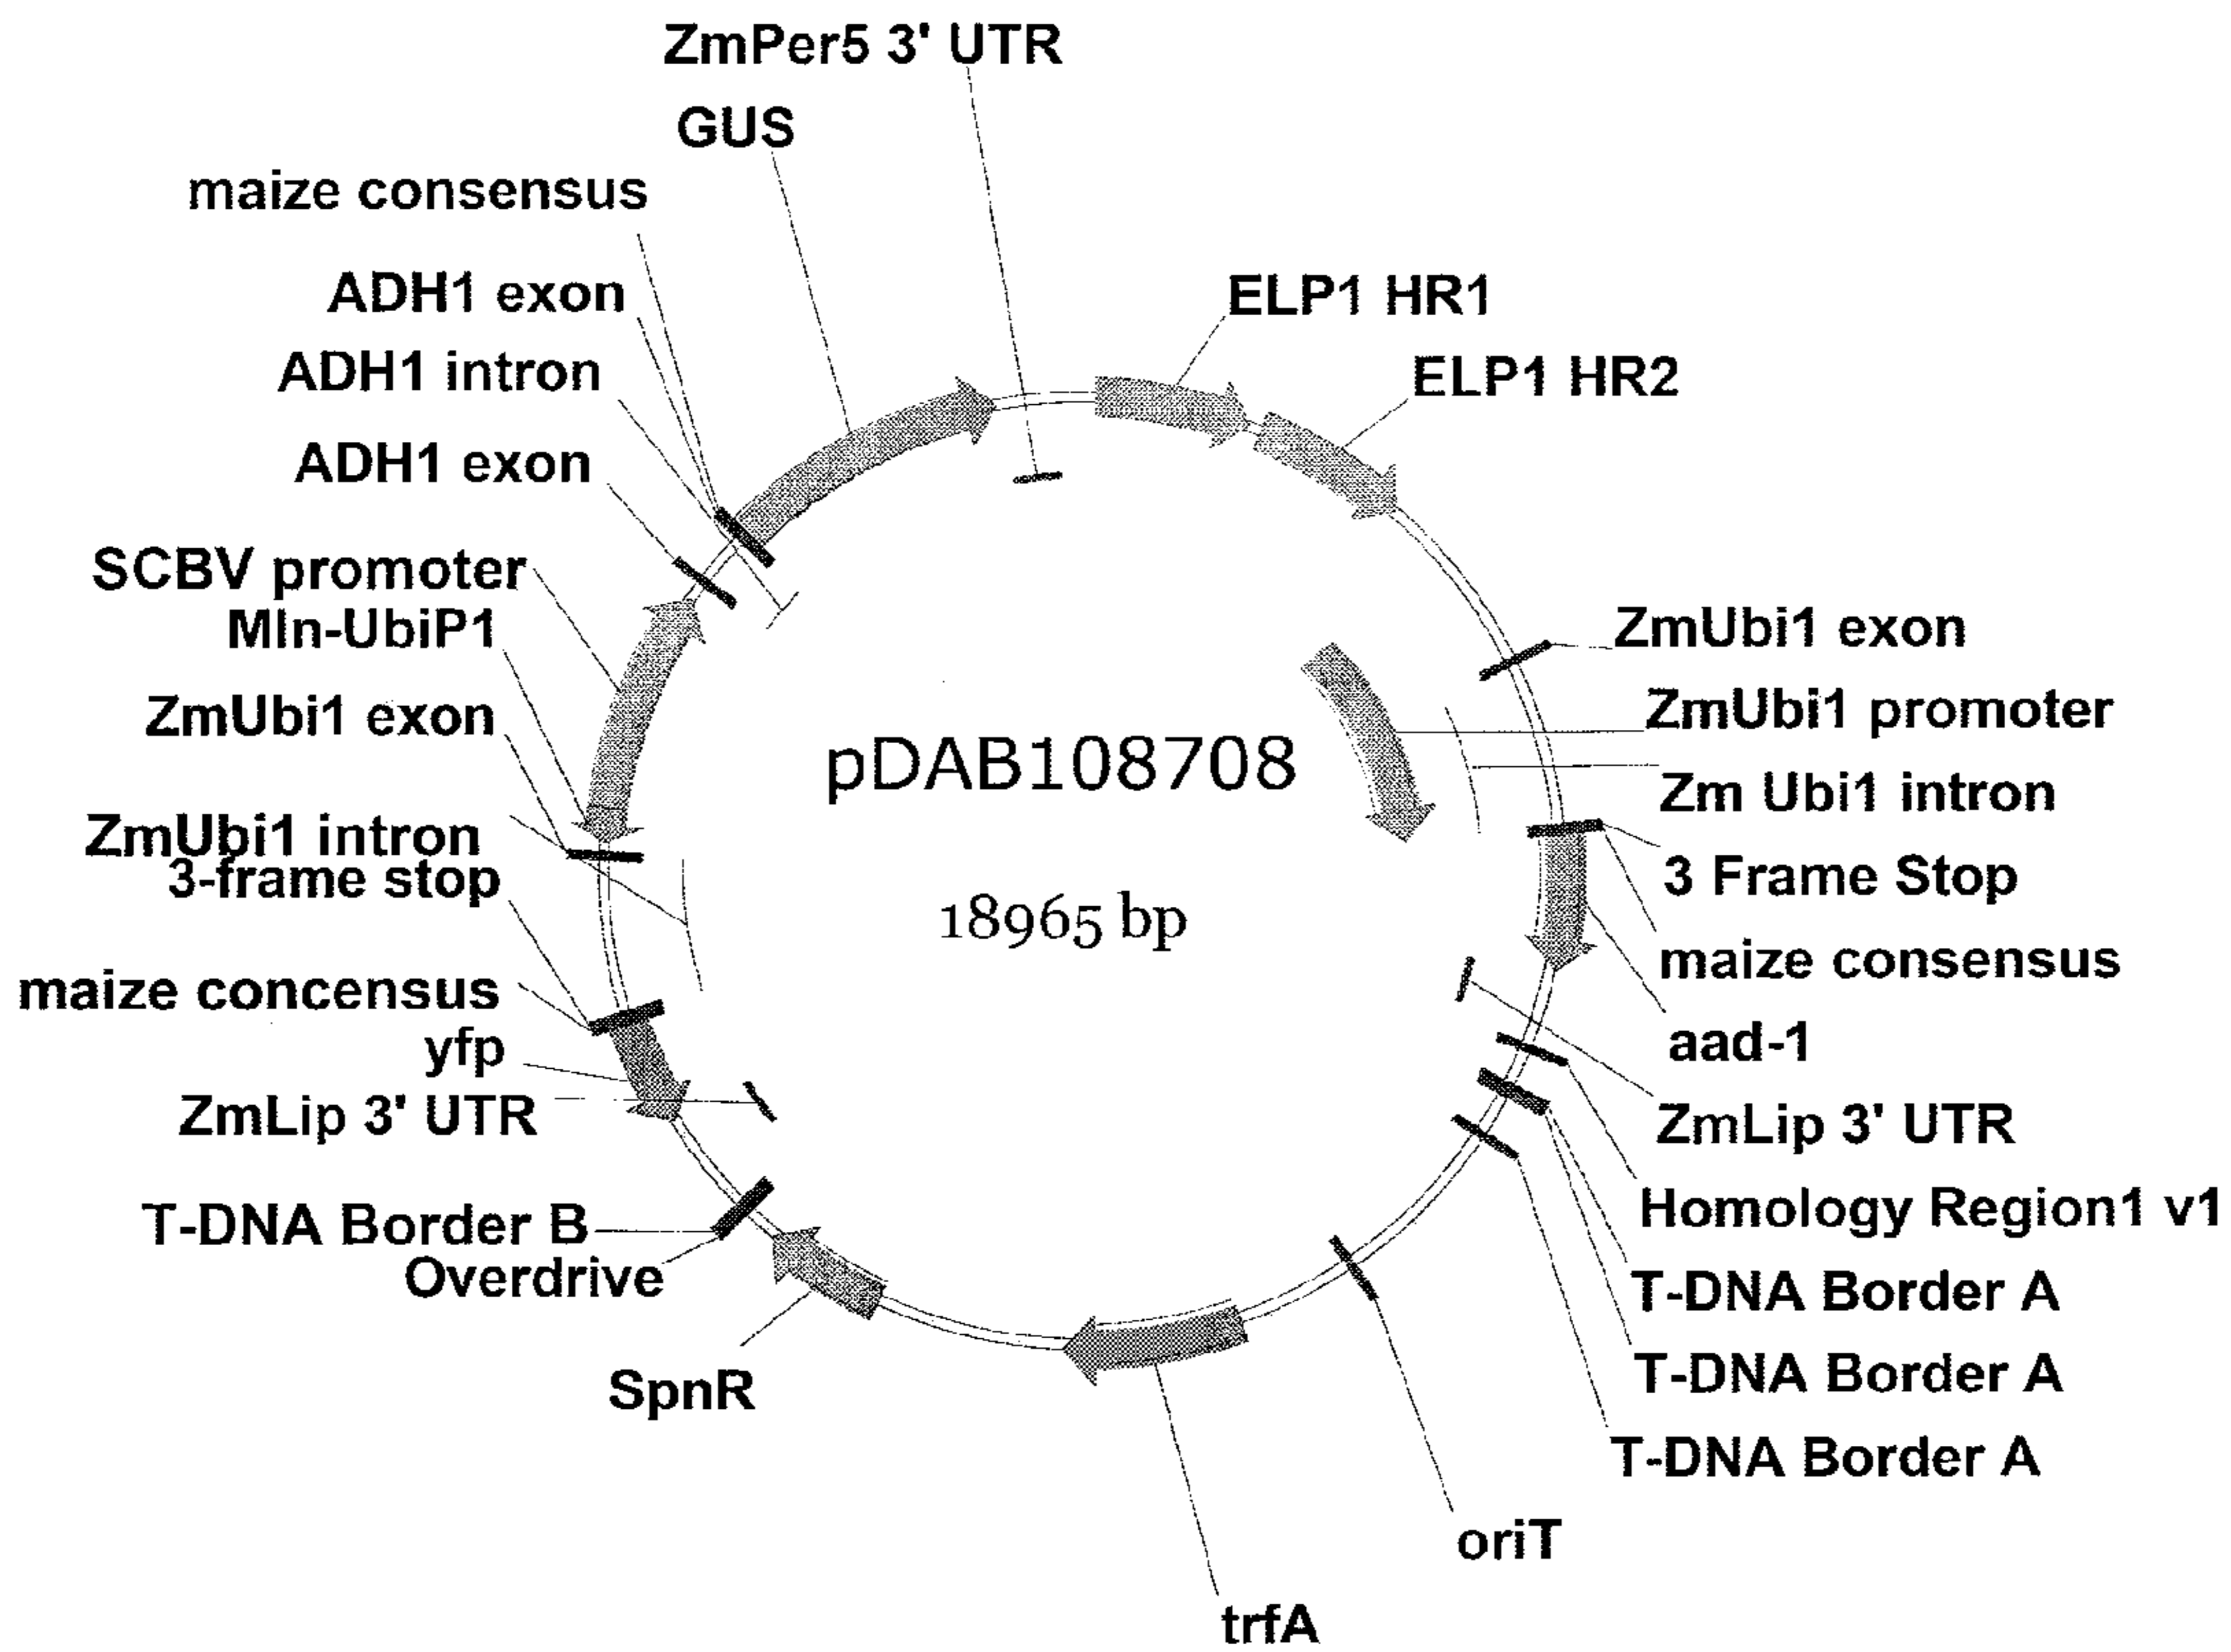 ZmPer5 3' UTR
GUS
maize consensus
ADH1 exon
ADH1 intron
ADH1 exon
SCBV promoter
MIn-UbiP1
ZmUbi1 exon
ZmUbi1 intron
3-frame stop
maize concensus
yfp
ZmLip 3' UTR
T-DNA Border B
Overdrive
SpnR
pDAB108708
18965 bp
ELP1 HR1
ELP1 HR2
ZmUbi1 exon
ZmUbi1 promoter
Zm Ubi1 intron
3 Frame Stop
maize consensus
aad-1
ZmLip 3' UTR
Homology Region1 v1
T-DNA Border A
T-DNA Border A
T-DNA Border A
oriT
trfA